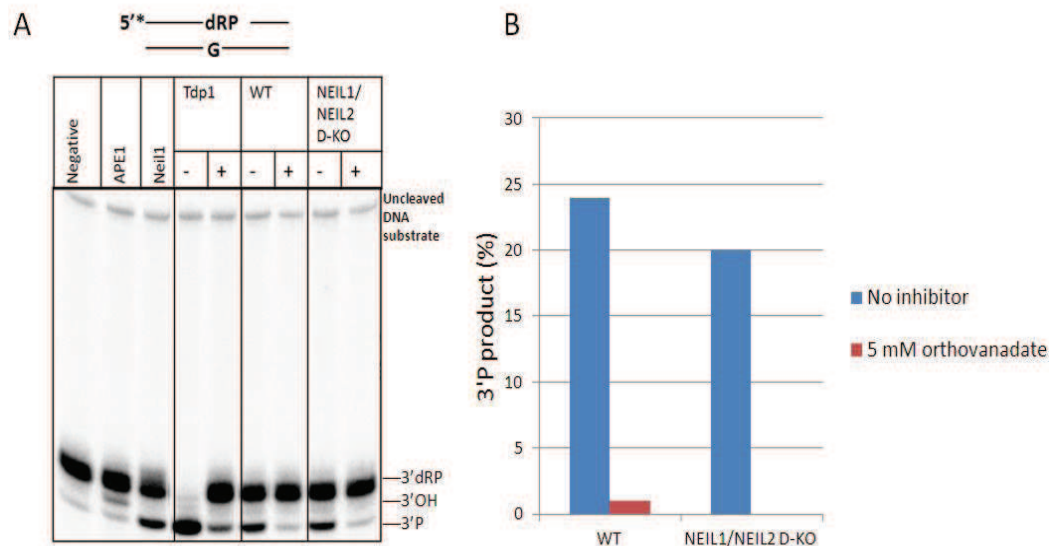 A
5'* dRP
G
Negative
APE1
Neil1
Tdp1
WT
NEIL1/
NEIL2
D-KO
- + - + - +
Uncleaved
DNA
substrate
3'dRP
3'OH
3'P
B
3'P product (%)
30
25
20
15
10
5
0
WT NEIL1/NEIL2 D-KO
No inhibitor
5 mM orthovanadate